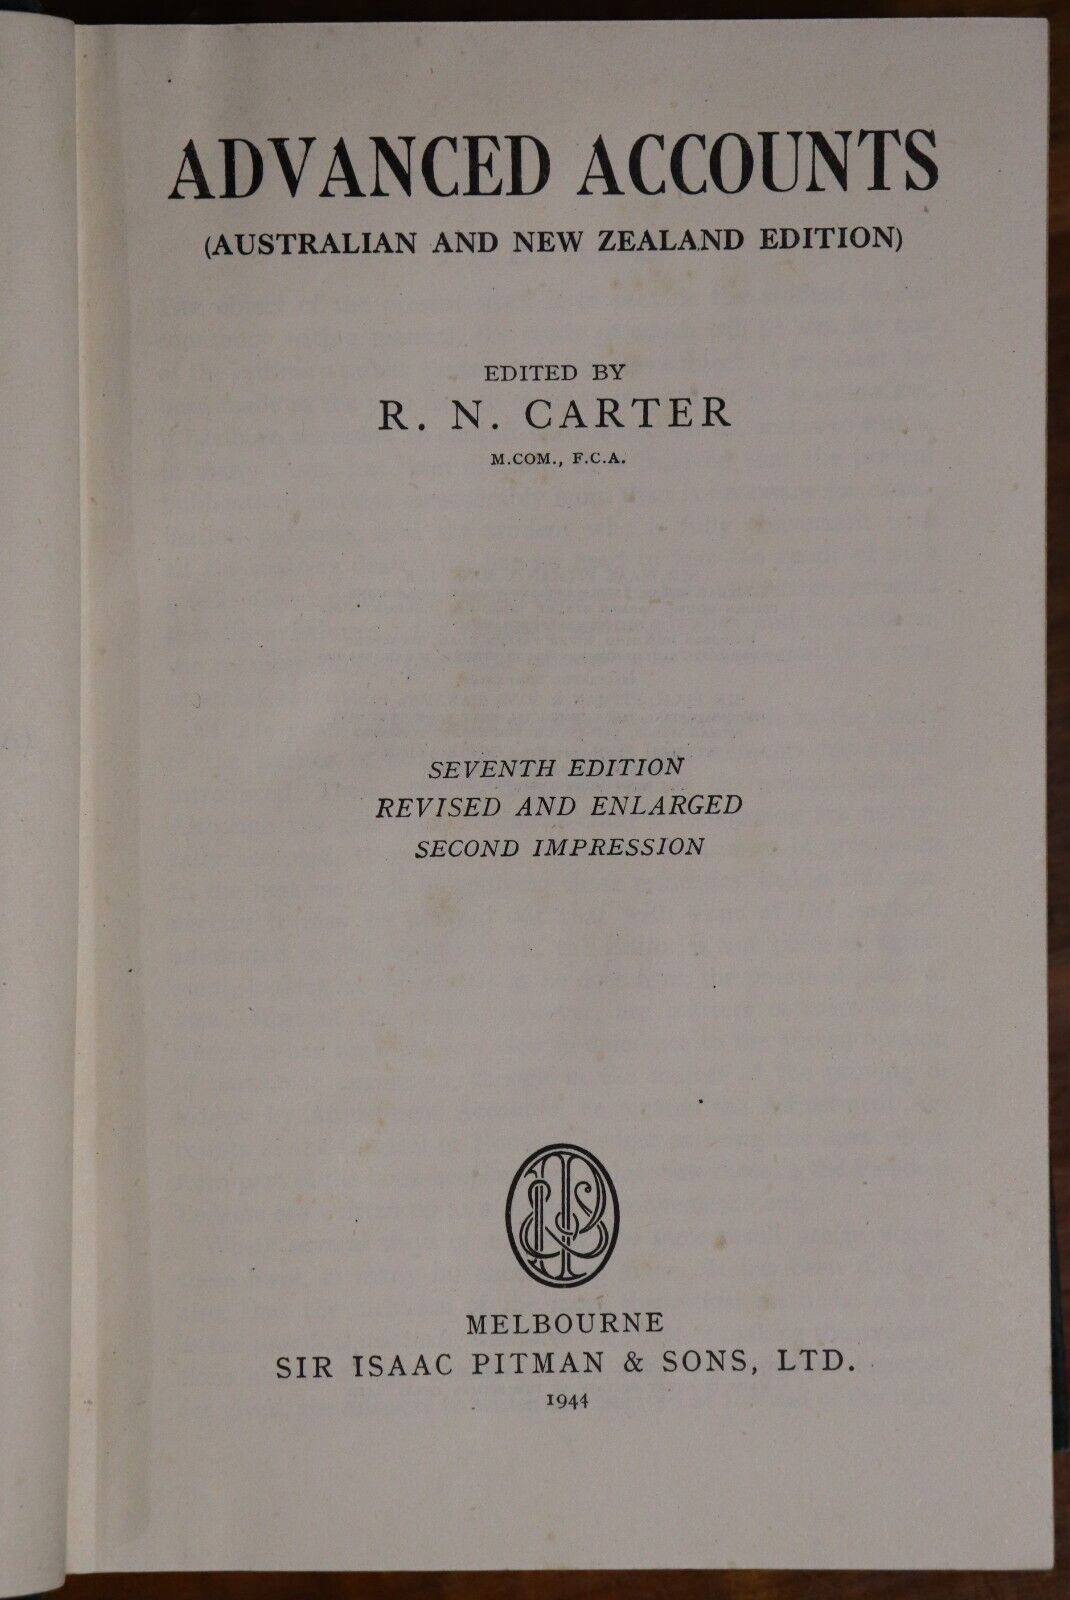 ADVANCED ACCOUNTS
(AUSTRALIAN AND NEW ZEALAND EDITION)
EDITED BY
R. N. CARTER
M.COM., F.C.A.
SEVENTH EDITION
REVISED AND ENLARGED
SECOND IMPRESSION
MELBOURNE
SIR ISAAC PITMAN & SONS, LTD.
1944